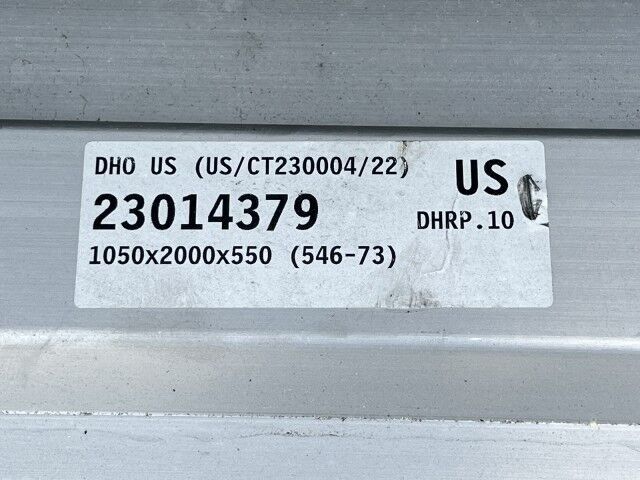 DHO US (US/CT230004/22) US
23014379 DHRP.10
1050x2000x550 (546-73)